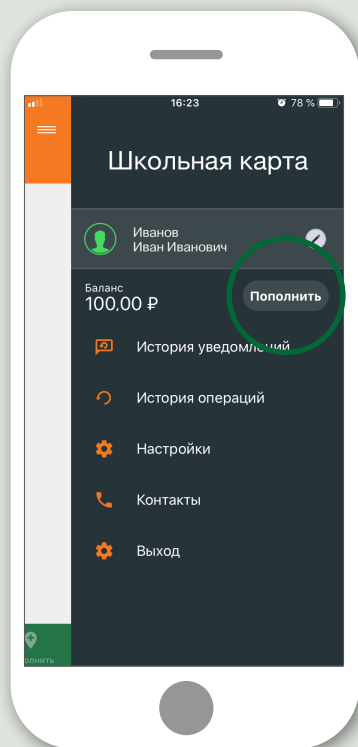 16:23
78 %
Школьная карта
Иванов
Иван Иванович
Баланс
100,00 ₽
Пополнить
История уведомлений
История операций
Настройки
Контакты
Выход
олнить